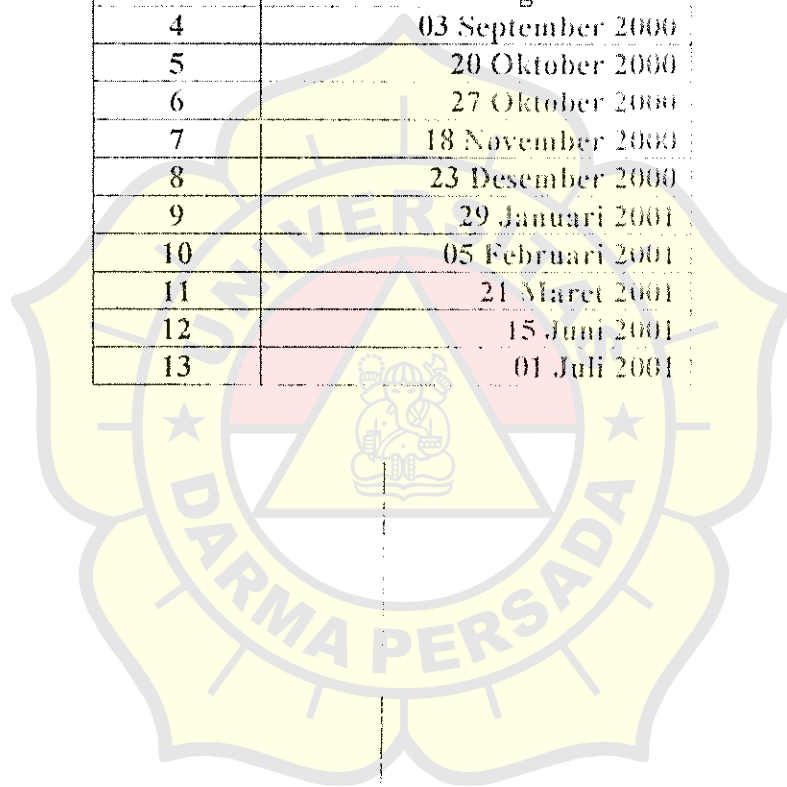 4 03 September 2000
5 20 Oktober 2000
6 27 Oktober 2000
7 18 November 2000
8 23 Desember 2000
9 29 Januari 2001
10 05 Februari 2001
11 21 Maret 2001
12 15 Juni 2001
13 01 Juli 2001
UNIVERSITAS
DARMA PERSADA